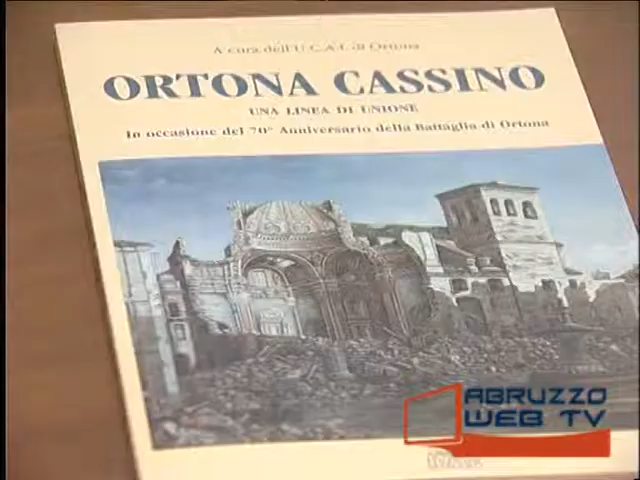 A cura dell'U.C.A.I. di Ortona
ORTONA CASSINO
UNA LINEA DI UNIONE
In occasione del 70° Anniversario della Battaglia di Ortona
ABRUZZO
WEB TV